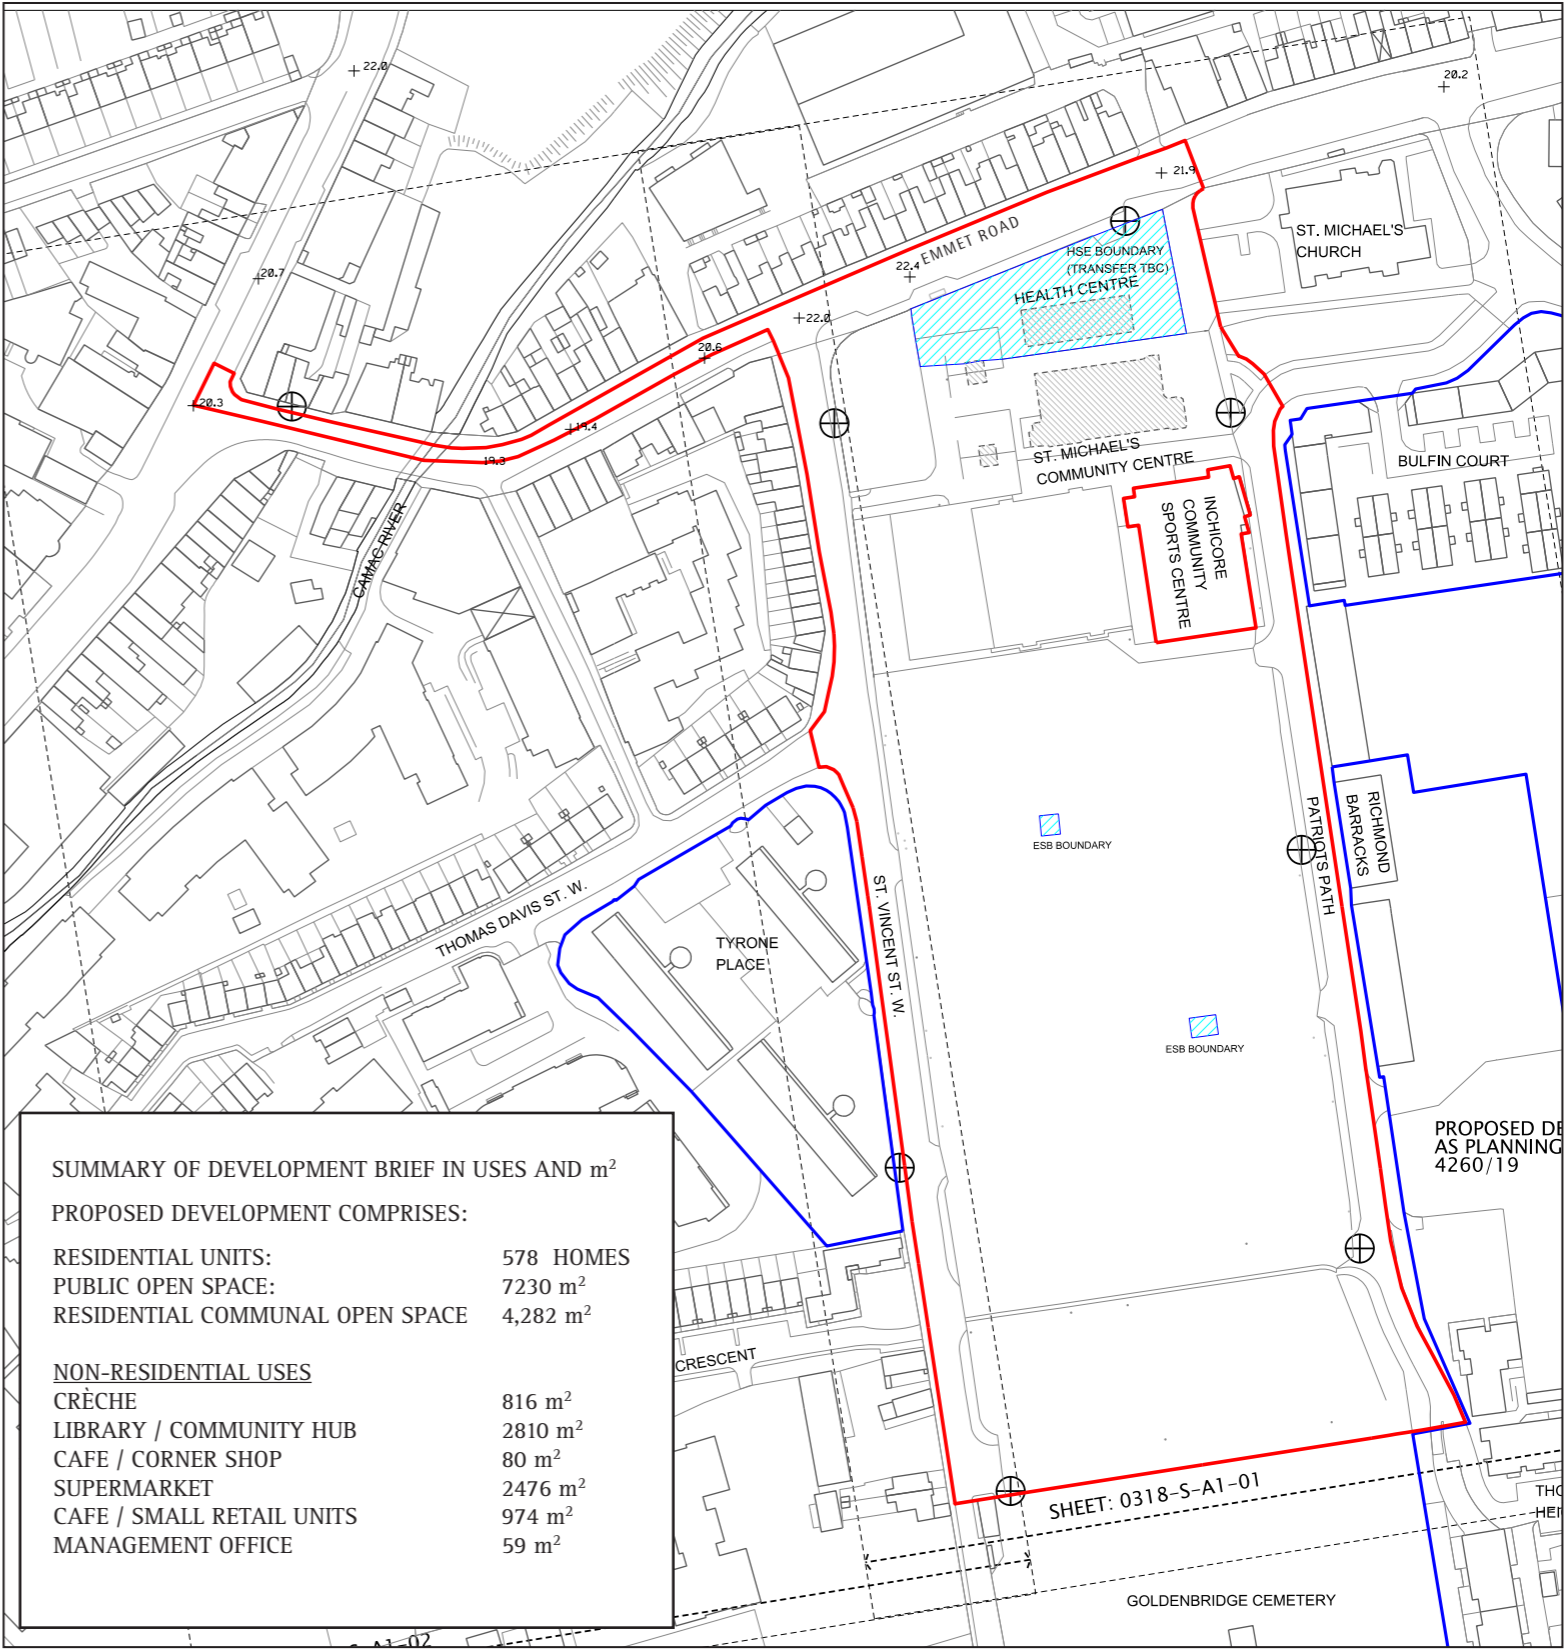 22.0
20.2
21.9
20.7
EMMET ROAD
22.4
HSE BOUNDARY
(TRANSFER TBC)
HEALTH CENTRE
ST. MICHAEL'S
CHURCH
22.0
20.6
20.3
19.4
19.3
ST. MICHAEL'S
COMMUNITY CENTRE
BULFIN COURT
INCHICORE
COMMUNITY
SPORTS CENTRE
CAMAC RIVER
ESB BOUNDARY
RICHMOND
BARRACKS
PATRIOTS PATH
THOMAS DAVIS ST. W.
TYRONE
PLACE
ST. VINCENT ST. W.
ESB BOUNDARY
PROPOSED DE
AS PLANNING
4260/19
CRESCENT
SHEET: 0318-S-A1-01
THO
HEI
GOLDENBRIDGE CEMETERY
S-A1-02
SUMMARY OF DEVELOPMENT BRIEF IN USES AND m²
PROPOSED DEVELOPMENT COMPRISES:
RESIDENTIAL UNITS: 578 HOMES
PUBLIC OPEN SPACE: 7230 m²
RESIDENTIAL COMMUNAL OPEN SPACE 4,282 m²
NON-RESIDENTIAL USES
CRÈCHE 816 m²
LIBRARY / COMMUNITY HUB 2810 m²
CAFE / CORNER SHOP 80 m²
SUPERMARKET 2476 m²
CAFE / SMALL RETAIL UNITS 974 m²
MANAGEMENT OFFICE 59 m²